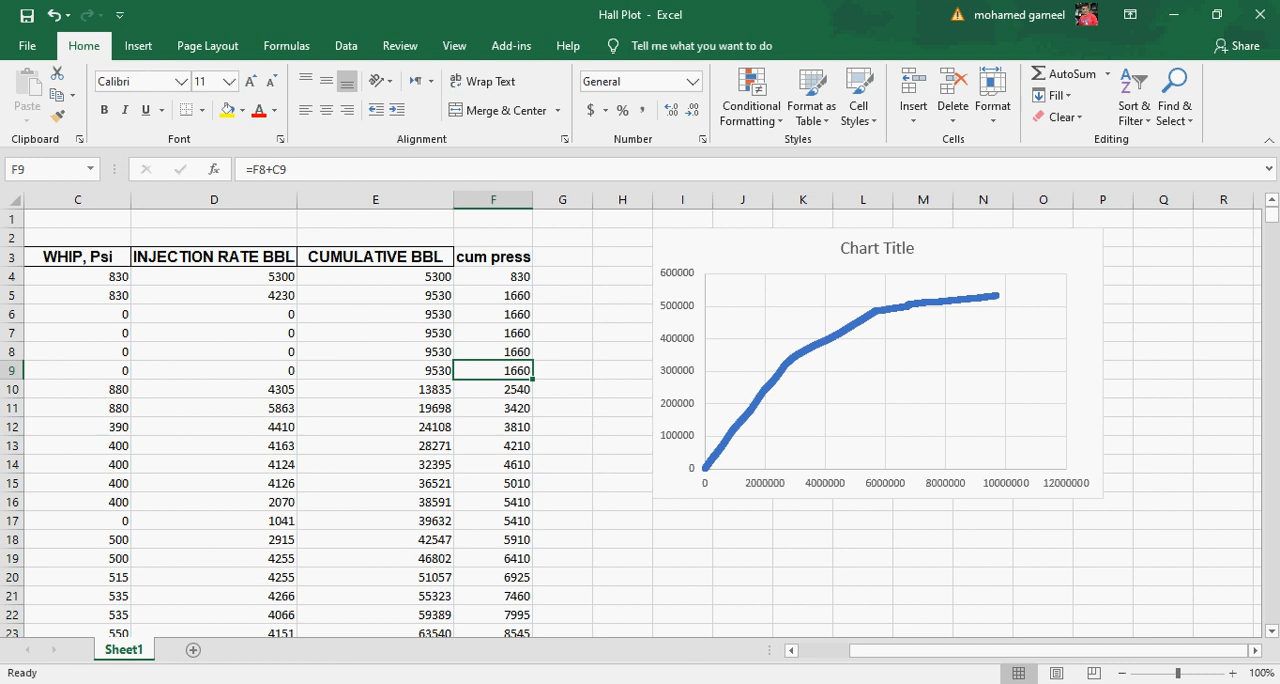 Hall Plot - Excel
mohamed gameel
File Home Insert Page Layout Formulas Data Review View Add-ins Help Tell me what you want to do Share
Paste
Calibri 11
B I U A
Wrap Text
Merge & Center
General
$ % ,
Conditional Formatting
Format as Table
Cell Styles
Insert Delete Format
AutoSum
Fill
Clear
Sort & Filter
Find & Select
Clipboard Font Alignment Number Styles Cells Editing
F9 fx =F8+C9
C D E F G H I J K L M N O P Q R
1
2
3 WHIP, Psi INJECTION RATE BBL CUMULATIVE BBL cum press
4 830 5300 5300 830
5 830 4230 9530 1660
6 0 0 9530 1660
7 0 0 9530 1660
8 0 0 9530 1660
9 0 0 9530 1660
10 880 4305 13835 2540
11 880 5863 19698 3420
12 390 4410 24108 3810
13 400 4163 28271 4210
14 400 4124 32395 4610
15 400 4126 36521 5010
16 400 2070 38591 5410
17 0 1041 39632 5410
18 500 2915 42547 5910
19 500 4255 46802 6410
20 515 4255 51057 6925
21 535 4266 55323 7460
22 535 4066 59389 7995
23 550 4151 63540 8545
Chart Title
600000
500000
400000
300000
200000
100000
0
0 2000000 4000000 6000000 8000000 10000000 12000000
Sheet1
Ready
100%